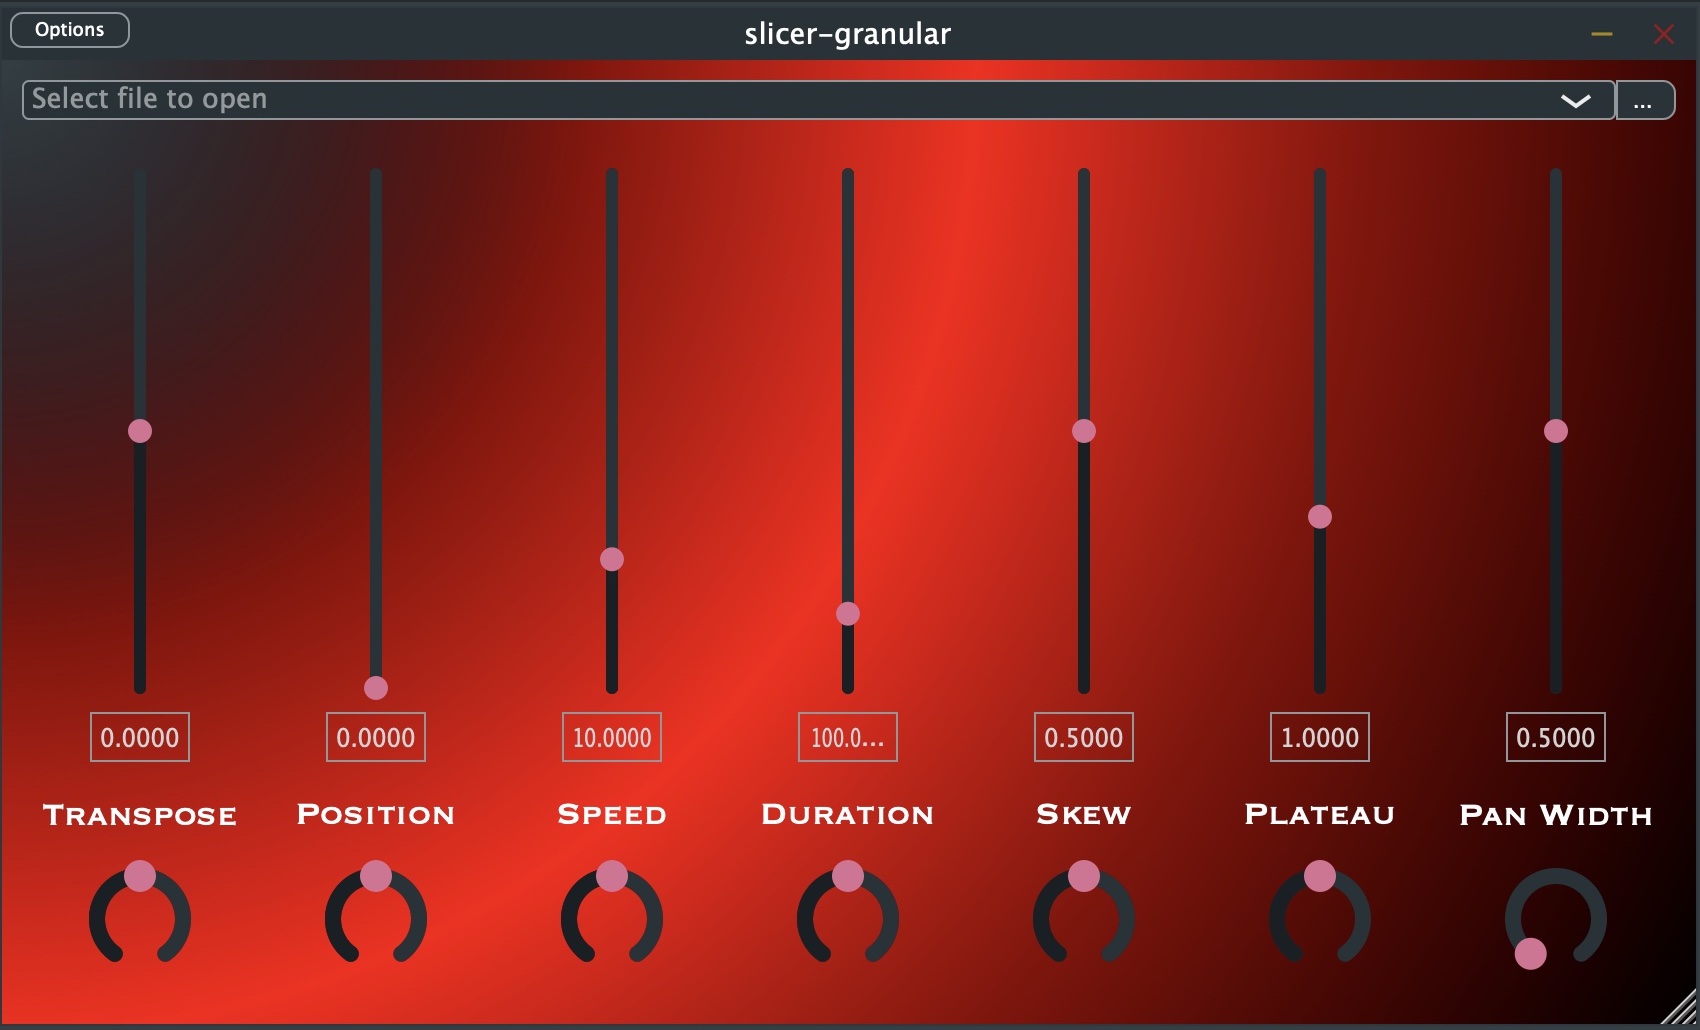 Options
slicer-granular
Select file to open
...
0.0000 0.0000 10.0000 100.0... 0.5000 1.0000 0.5000
TRANSPOSE POSITION SPEED DURATION SKEW PLATEAU PAN WIDTH